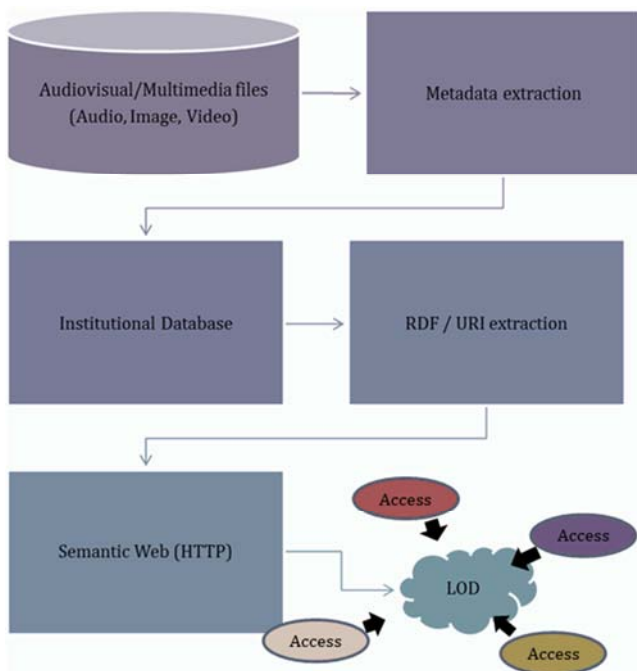 Audiovisual/Multimedia files
(Audio, Image, Video)
Metadata extraction
Institutional Database
RDF / URI extraction
Semantic Web (HTTP)
Access
Access
LOD
Access
Access